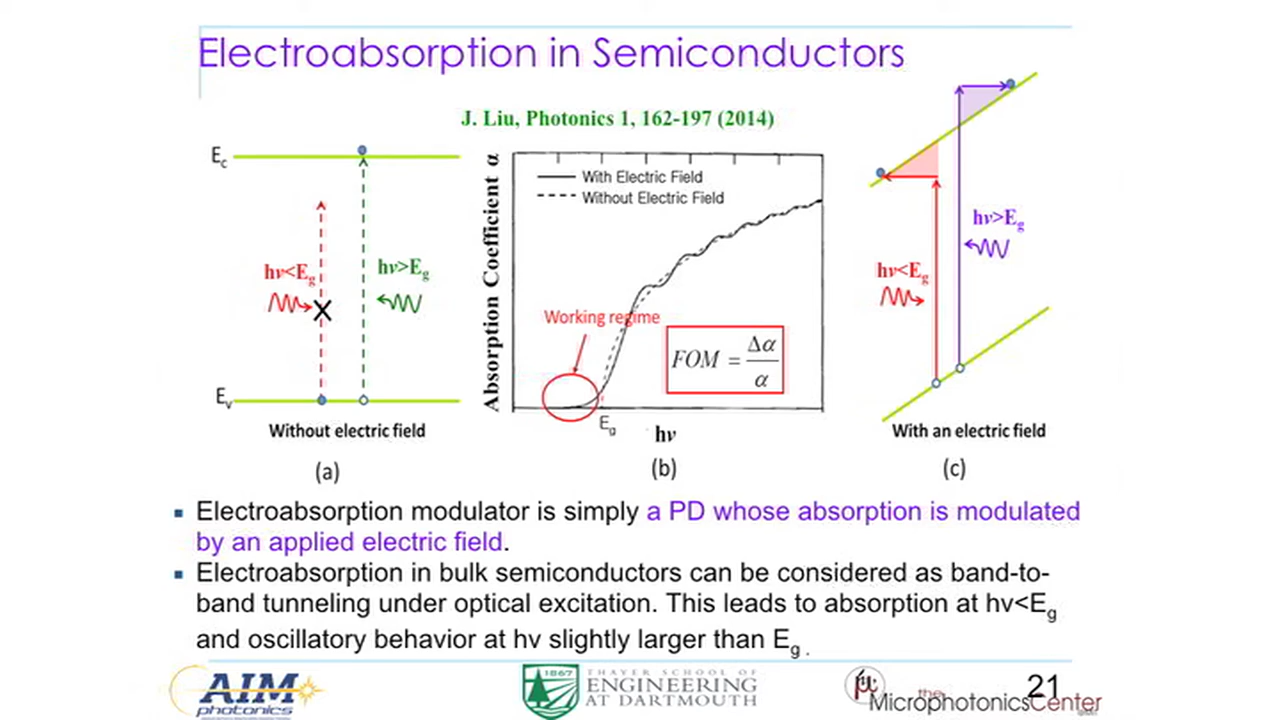 Electroabsorption in Semiconductors
J. Liu, Photonics 1, 162-197 (2014)
Ec
hν<Eg
X
hν>Eg
Ev
Without electric field
(a)
Absorption Coefficient α
With Electric Field
Without Electric Field
Working regime
FOM = Δα/α
Eg
hν
(b)
hν<Eg
hν>Eg
With an electric field
(c)
▪ Electroabsorption modulator is simply a PD whose absorption is modulated
by an applied electric field.
▪ Electroabsorption in bulk semiconductors can be considered as band-to-
band tunneling under optical excitation. This leads to absorption at hν<Eg
and oscillatory behavior at hν slightly larger than Eg .
AIM
photonics
1867
THAYER SCHOOL OF
ENGINEERING
AT DARTMOUTH
μ
the
MicrophotonicsCenter
21